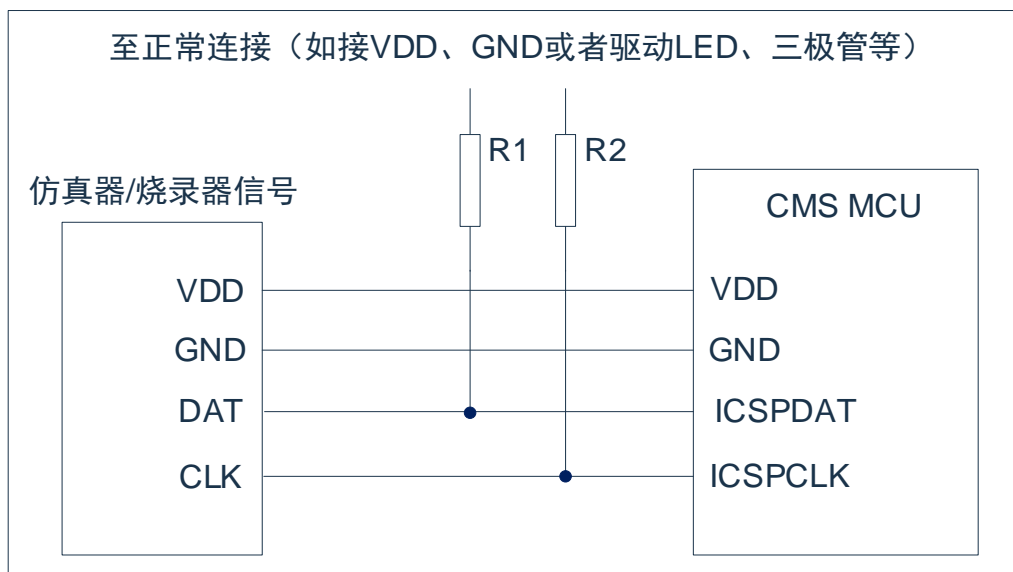 至正常连接（如接VDD、GND或者驱动LED、三极管等）
R1
R2
仿真器/烧录器信号
CMS MCU
VDD
VDD
GND
GND
DAT
ICSPDAT
CLK
ICSPCLK